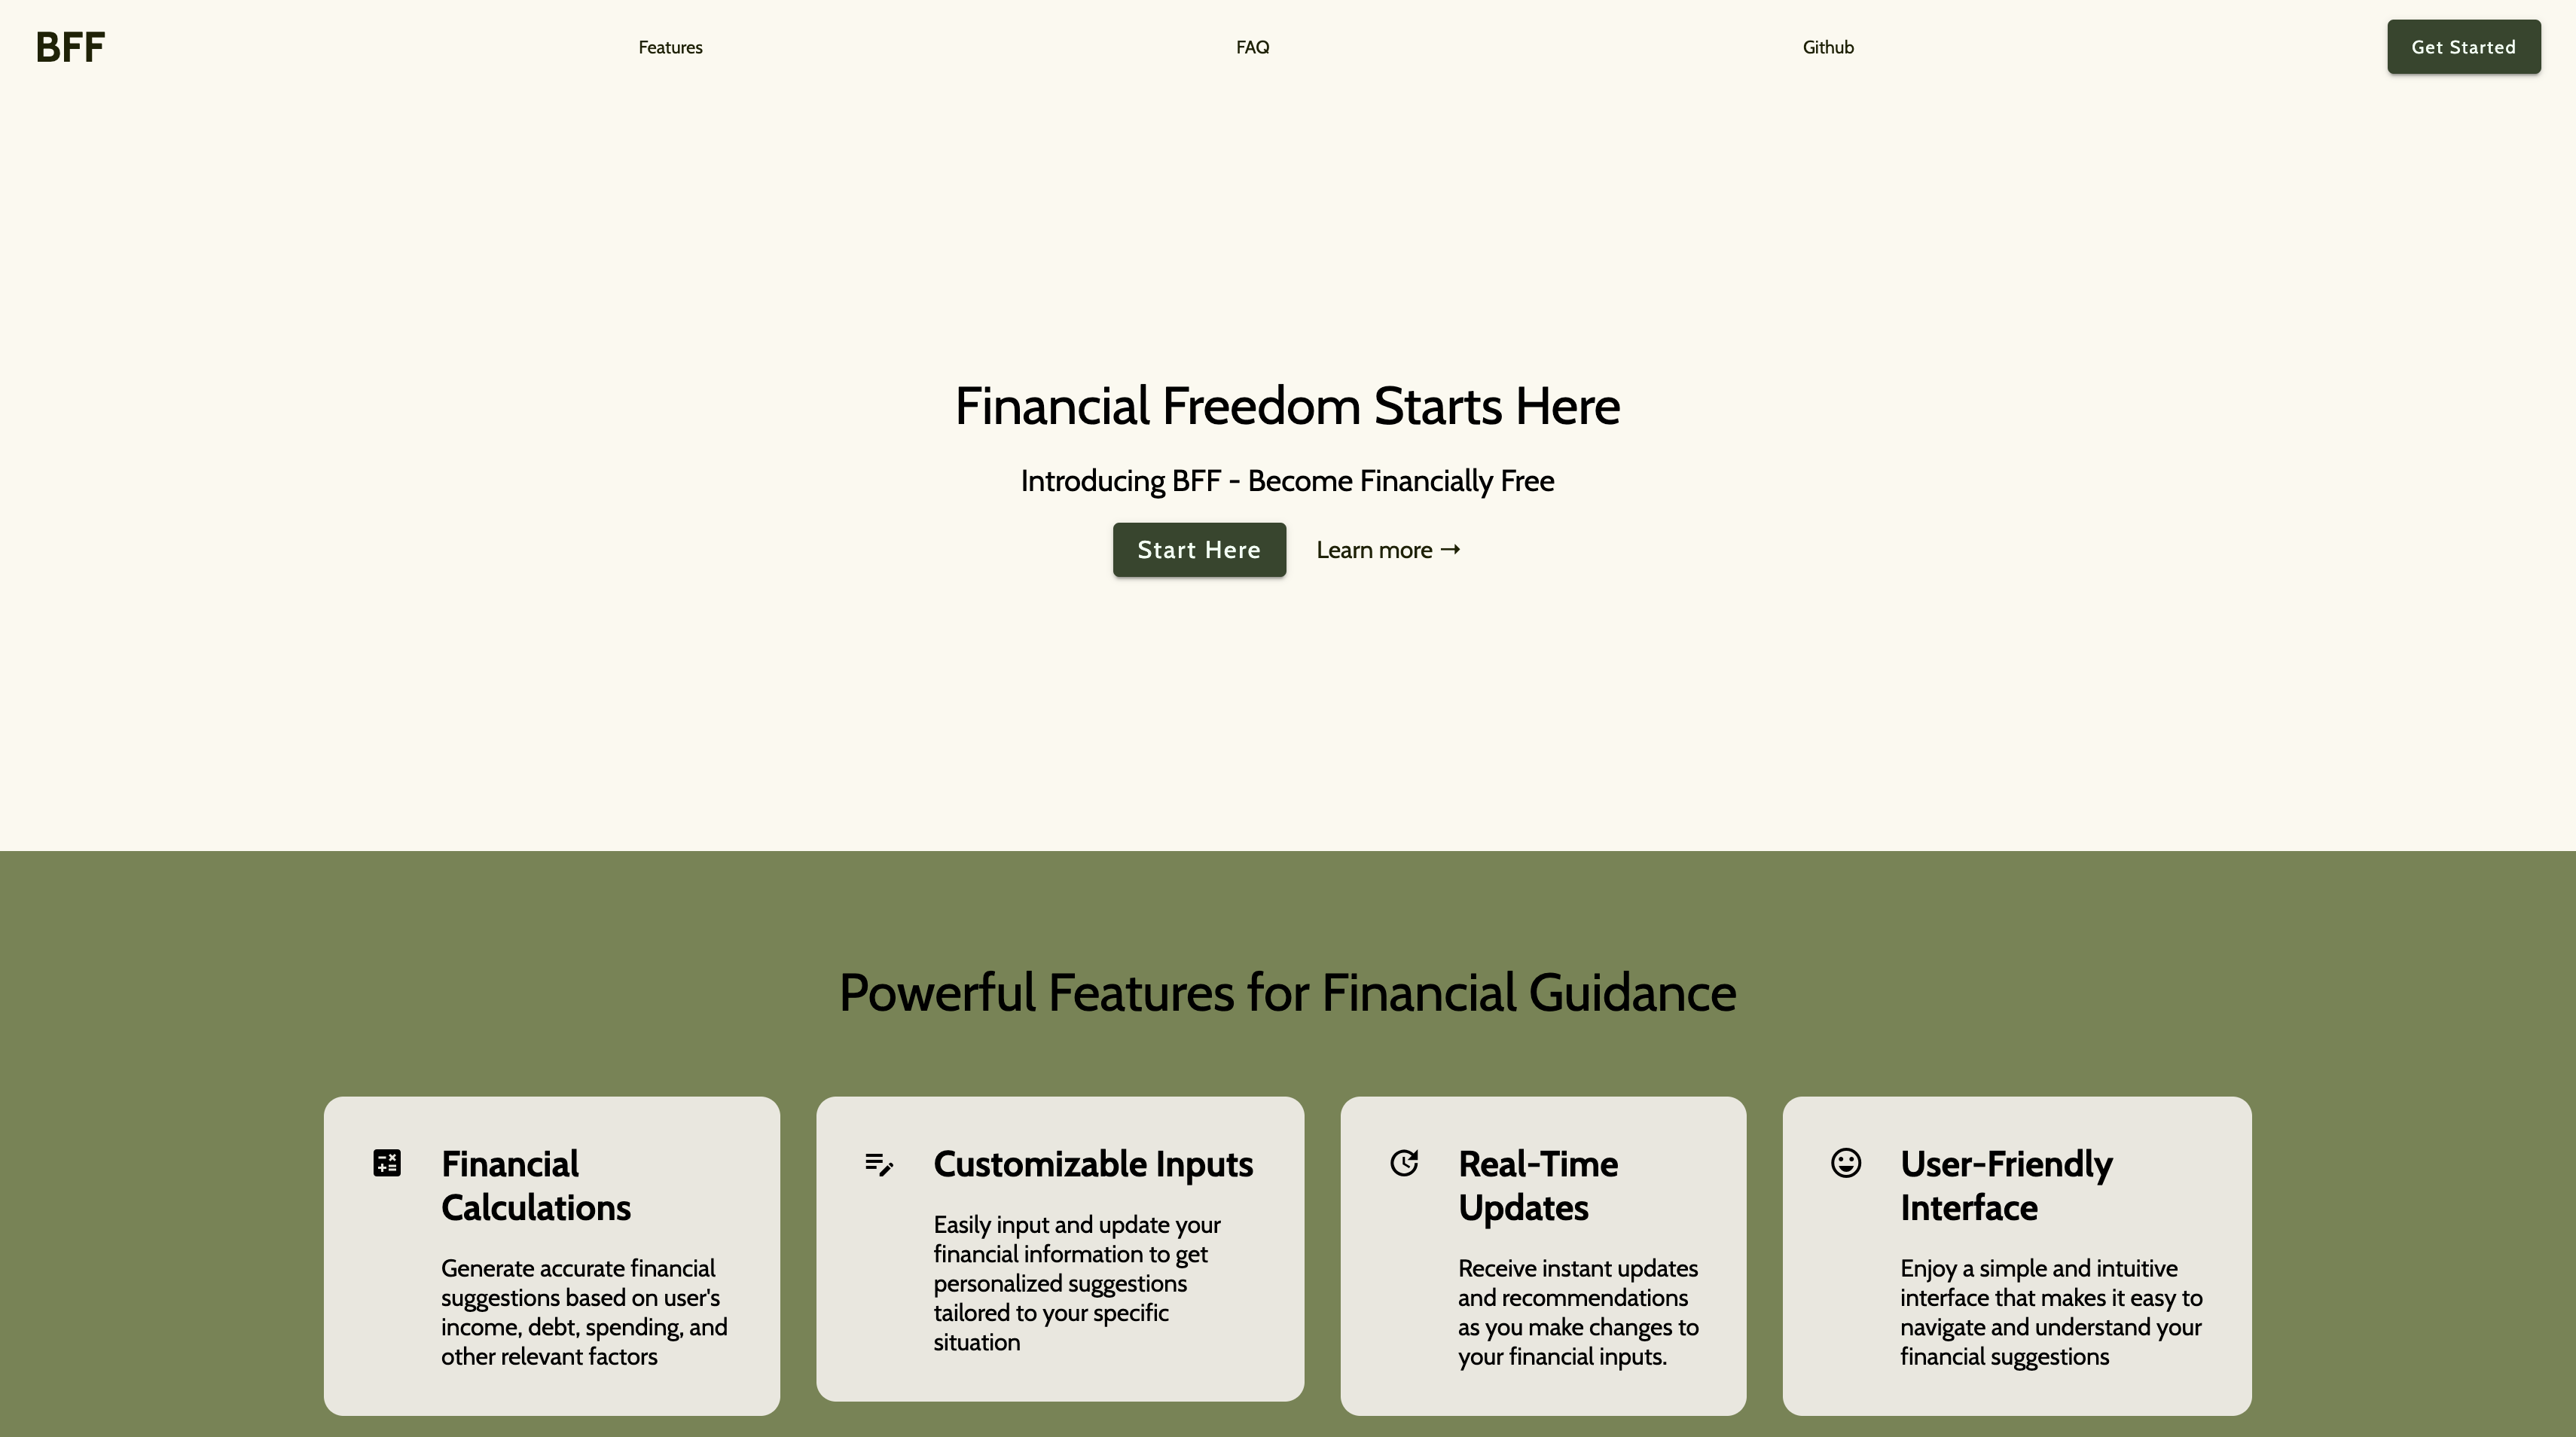 BFF
Features
FAQ
Github
Get Started
Financial Freedom Starts Here
Introducing BFF - Become Financially Free
Start Here
Learn more →
Powerful Features for Financial Guidance
Financial
Calculations
Generate accurate financial
suggestions based on user's
income, debt, spending, and
other relevant factors
Customizable Inputs
Easily input and update your
financial information to get
personalized suggestions
tailored to your specific
situation
Real-Time
Updates
Receive instant updates
and recommendations
as you make changes to
your financial inputs.
User-Friendly
Interface
Enjoy a simple and intuitive
interface that makes it easy to
navigate and understand your
financial suggestions